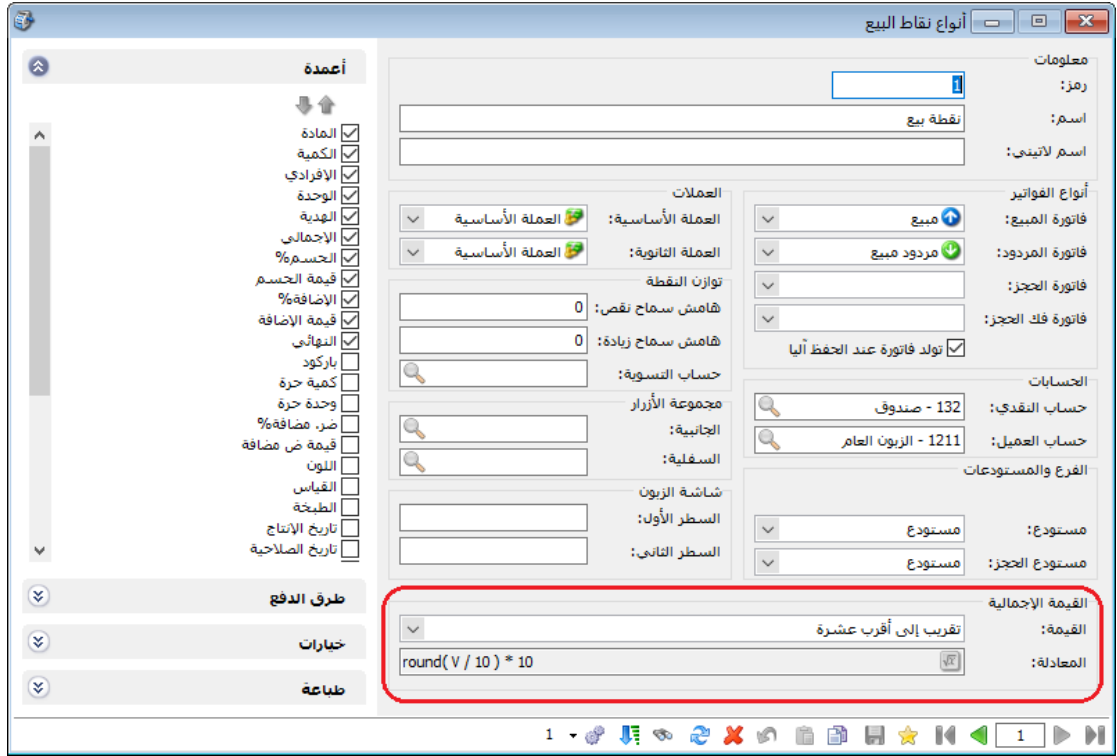 أنواع نقاط البيع
معلومات
رمز: 1
اسم: نقطة بيع
اسم لاتيني:
أنواع الفواتير
فاتورة المبيع: مبيع
فاتورة المردود: مردود مبيع
فاتورة الحجز:
فاتورة فك الحجز:
تولد فاتورة عند الحفظ آليا
الحسابات
حساب النقدي: 132 - صندوق
حساب العميل: 1211 - الزبون العام
الفرع والمستودعات
مستودع: مستودع
مستودع الحجز: مستودع
العملات
العملة الأساسية: العملة الأساسية
العملة الثانوية: العملة الأساسية
توازن النقطة
هامش سماح نقص: 0
هامش سماح زيادة: 0
حساب التسوية:
مجموعة الأزرار
الجانبية:
السفلية:
شاشة الزبون
السطر الأول:
السطر الثاني:
القيمة الإجمالية
القيمة: تقريب إلى أقرب عشرة
المعادلة: round( V / 10 ) * 10
أعمدة
المادة
الكمية
الإفرادي
الوحدة
الهدية
الإجمالي
الحسم%
قيمة الحسم
الإضافة%
قيمة الإضافة
النهائي
باركود
كمية حرة
وحدة حرة
ضر. مضافة%
قيمة ض مضافة
اللون
القياس
الطبخة
تاريخ الإنتاج
تاريخ الصلاحية
طرق الدفع
خيارات
طباعة
1
1